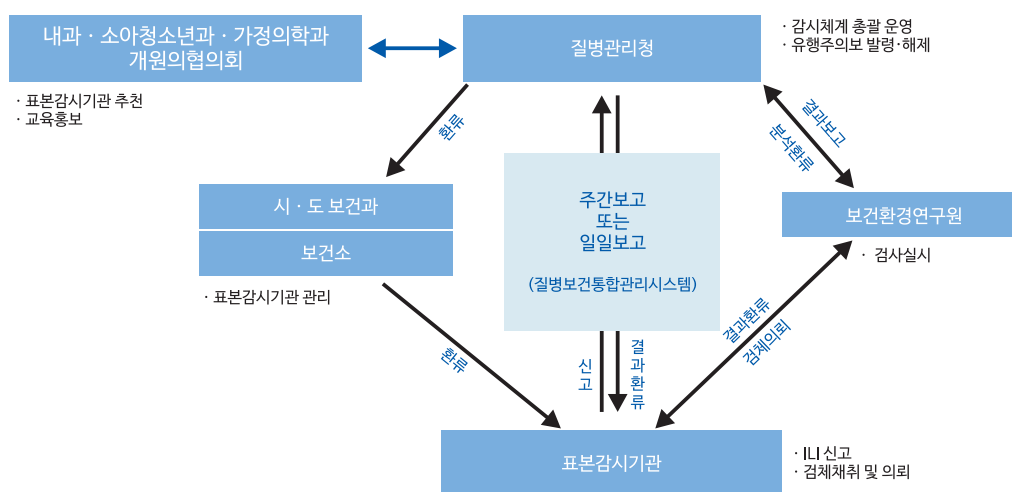 내과 · 소아청소년과 · 가정의학과
개원의협의회
· 표본감시기관 추천
· 교육홍보
질병관리청
· 감시체계 총괄 운영
· 유행주의보 발령·해제
환류
결과보고
분석환류
시 · 도 보건과
보건소
· 표본감시기관 관리
주간보고
또는
일일보고
(질병보건통합관리시스템)
보건환경연구원
· 검사실시
환류
신고
결과환류
결과환류
검체의뢰
표본감시기관
· ILI 신고
· 검체채취 및 의뢰